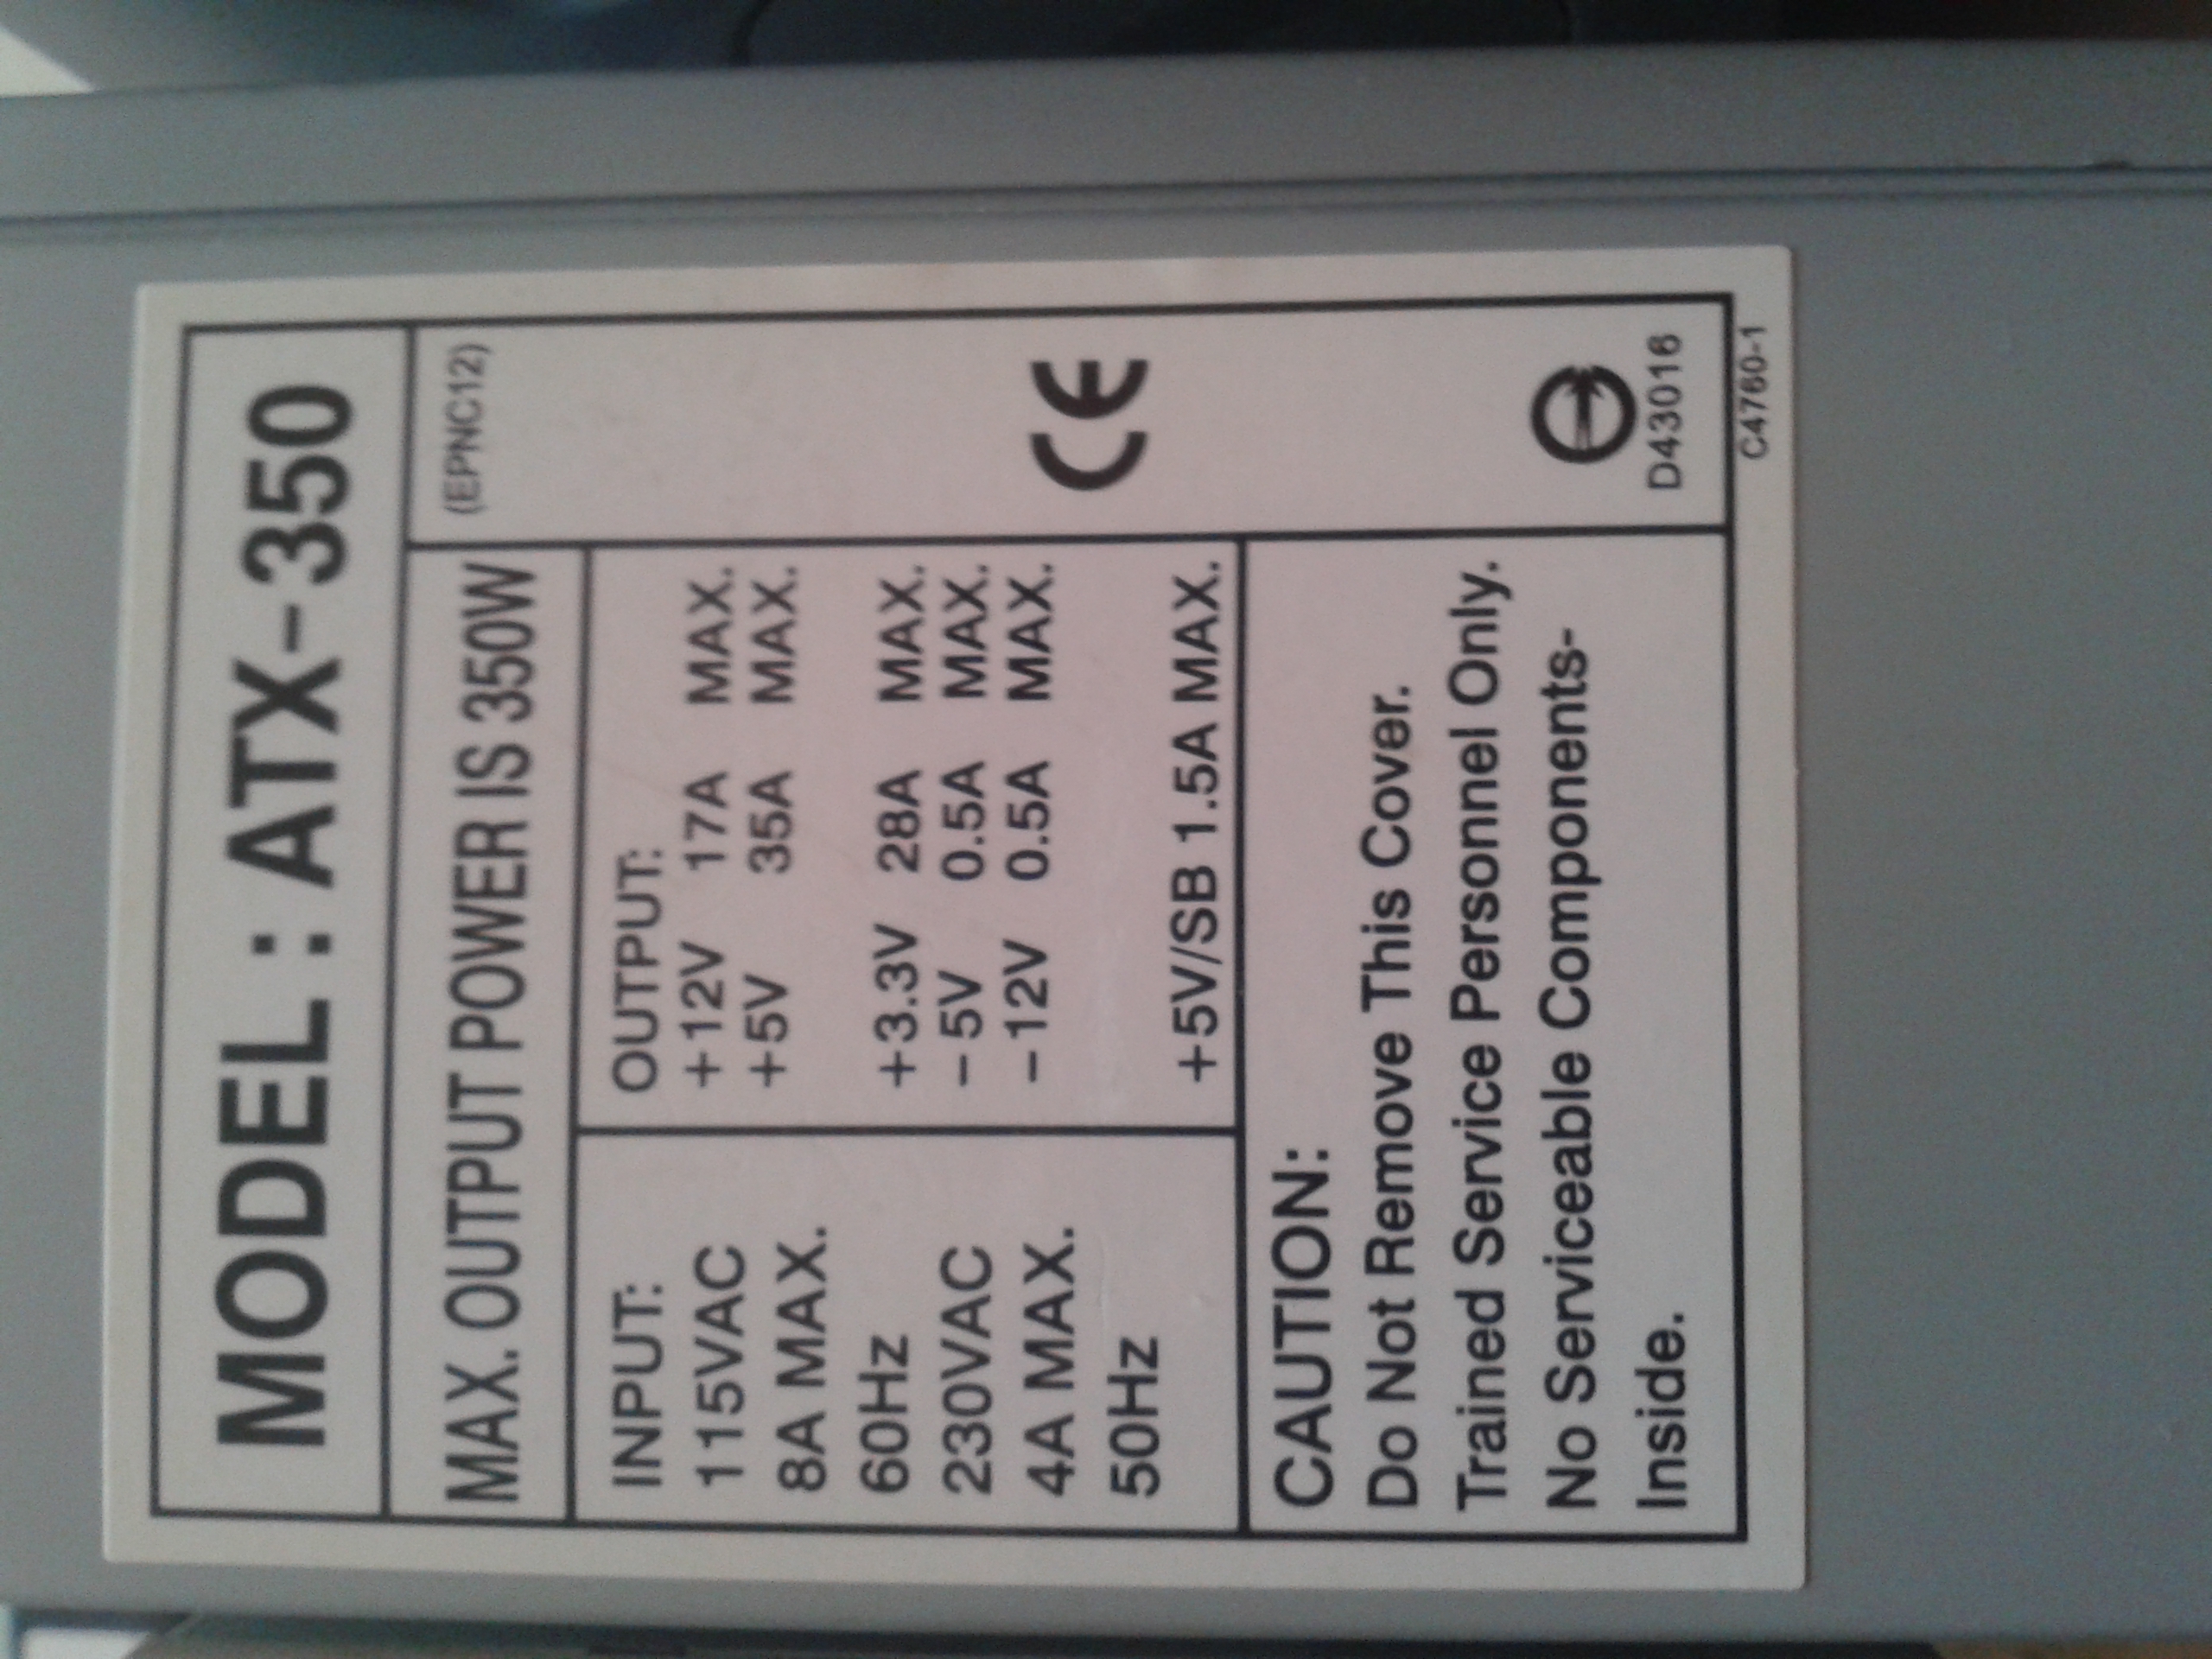 MODEL : ATX-350
MAX. OUTPUT POWER IS 350W
(EPNC12)
INPUT:
115VAC
8A MAX.
60Hz
230VAC
4A MAX.
50Hz
OUTPUT:
+12V 17A MAX.
+5V 35A MAX.
+3.3V 28A MAX.
-5V 0.5A MAX.
-12V 0.5A MAX.
+5V/SB 1.5A MAX.
CE
CAUTION:
Do Not Remove This Cover.
Trained Service Personnel Only.
No Serviceable Components-
Inside.
D43016
C4760-1